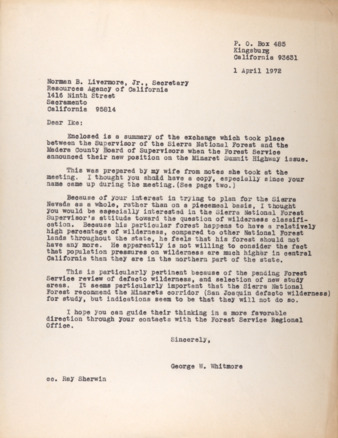 P. O. Box 485
Kingsburg
California 93631
1 April 1972
Norman B. Livermore, Jr., Secretary
Resources Agency of California
1416 Ninth Street
Sacramento
California 95814
Dear Ike:
Enclosed is a summary of the exchange which took place
between the Supervisor of the Sierra National Forest and the
Madera County Board of Supervisors when the Forest Service
announced their new position on the Minaret Summit Highway issue.
This was prepared by my wife from notes she took at the
meeting. I thought you should have a copy, especially since your
name came up during the meeting.(See page two.)
Because of your interest in trying to plan for the Sierra
Nevada as a whole, rather than on a piecemeal basis, I thought
you would be especially interested in the Sierra National Forest
Supervisor's attitude toward the question of wilderness classifi-
cation. Because his particular forest happens to have a relatively
high percentage of wilderness, compared to other National Forest
lands throughout the state, he feels that his forest should not
have any more. He apparently is not willing to consider the fact
that population pressures on wilderness are much higher in central
California than they are in the northern part of the state.
This is particularly pertinent because of the pending Forest
Service review of defacto wilderness, and selection of new study
areas. It seems particularly important that the Sierra National
Forest recommend the Minarets corridor (San Joaquin defacto wilderness)
for study, but indications seem to be that they will not do so.
I hope you can guide their thinking in a more favorable
direction through your contacts with the Forest Service Regional
Office.
Sincerely,
George W. Whitmore
cc. Ray Sherwin